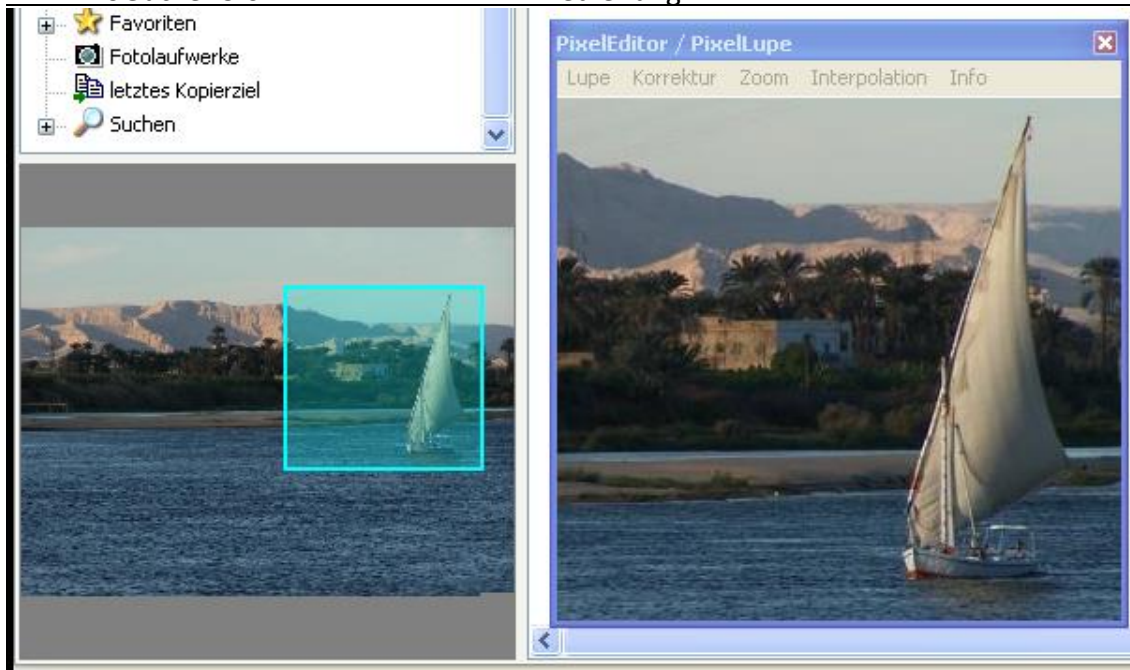 Favoriten
Fotolaufwerke
letztes Kopierziel
Suchen
PixelEditor / PixelLupe
Lupe Korrektur Zoom Interpolation Info